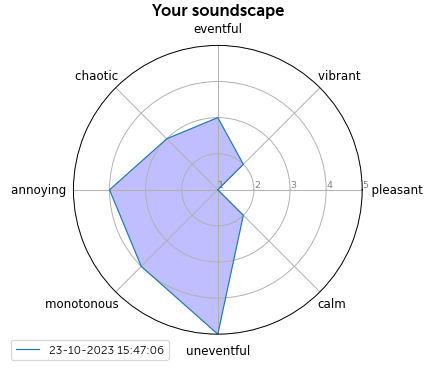 Your soundscape
eventful
chaotic
vibrant
annoying
1 2 3 4 5
pleasant
monotonous
calm
uneventful
23-10-2023 15:47:06